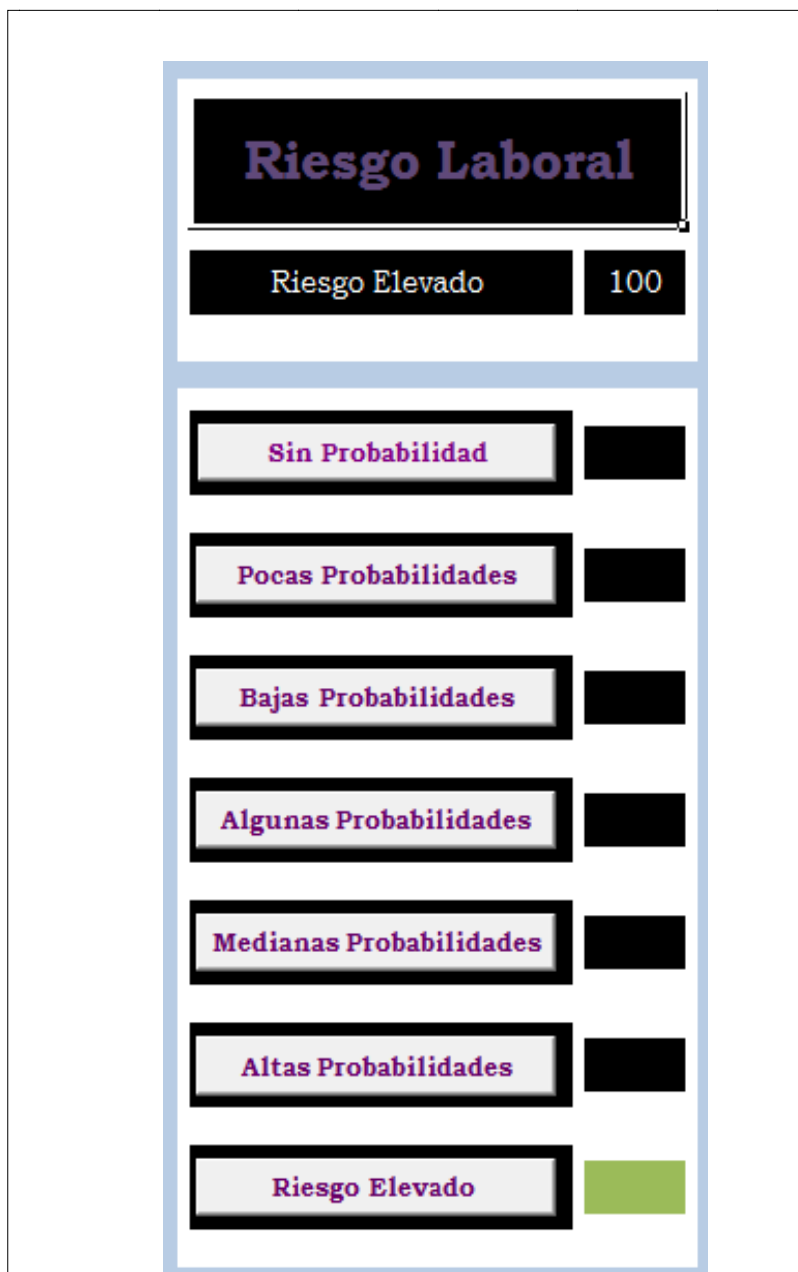 Riesgo Laboral
Riesgo Elevado 100
Sin Probabilidad
Pocas Probabilidades
Bajas Probabilidades
Algunas Probabilidades
Medianas Probabilidades
Altas Probabilidades
Riesgo Elevado